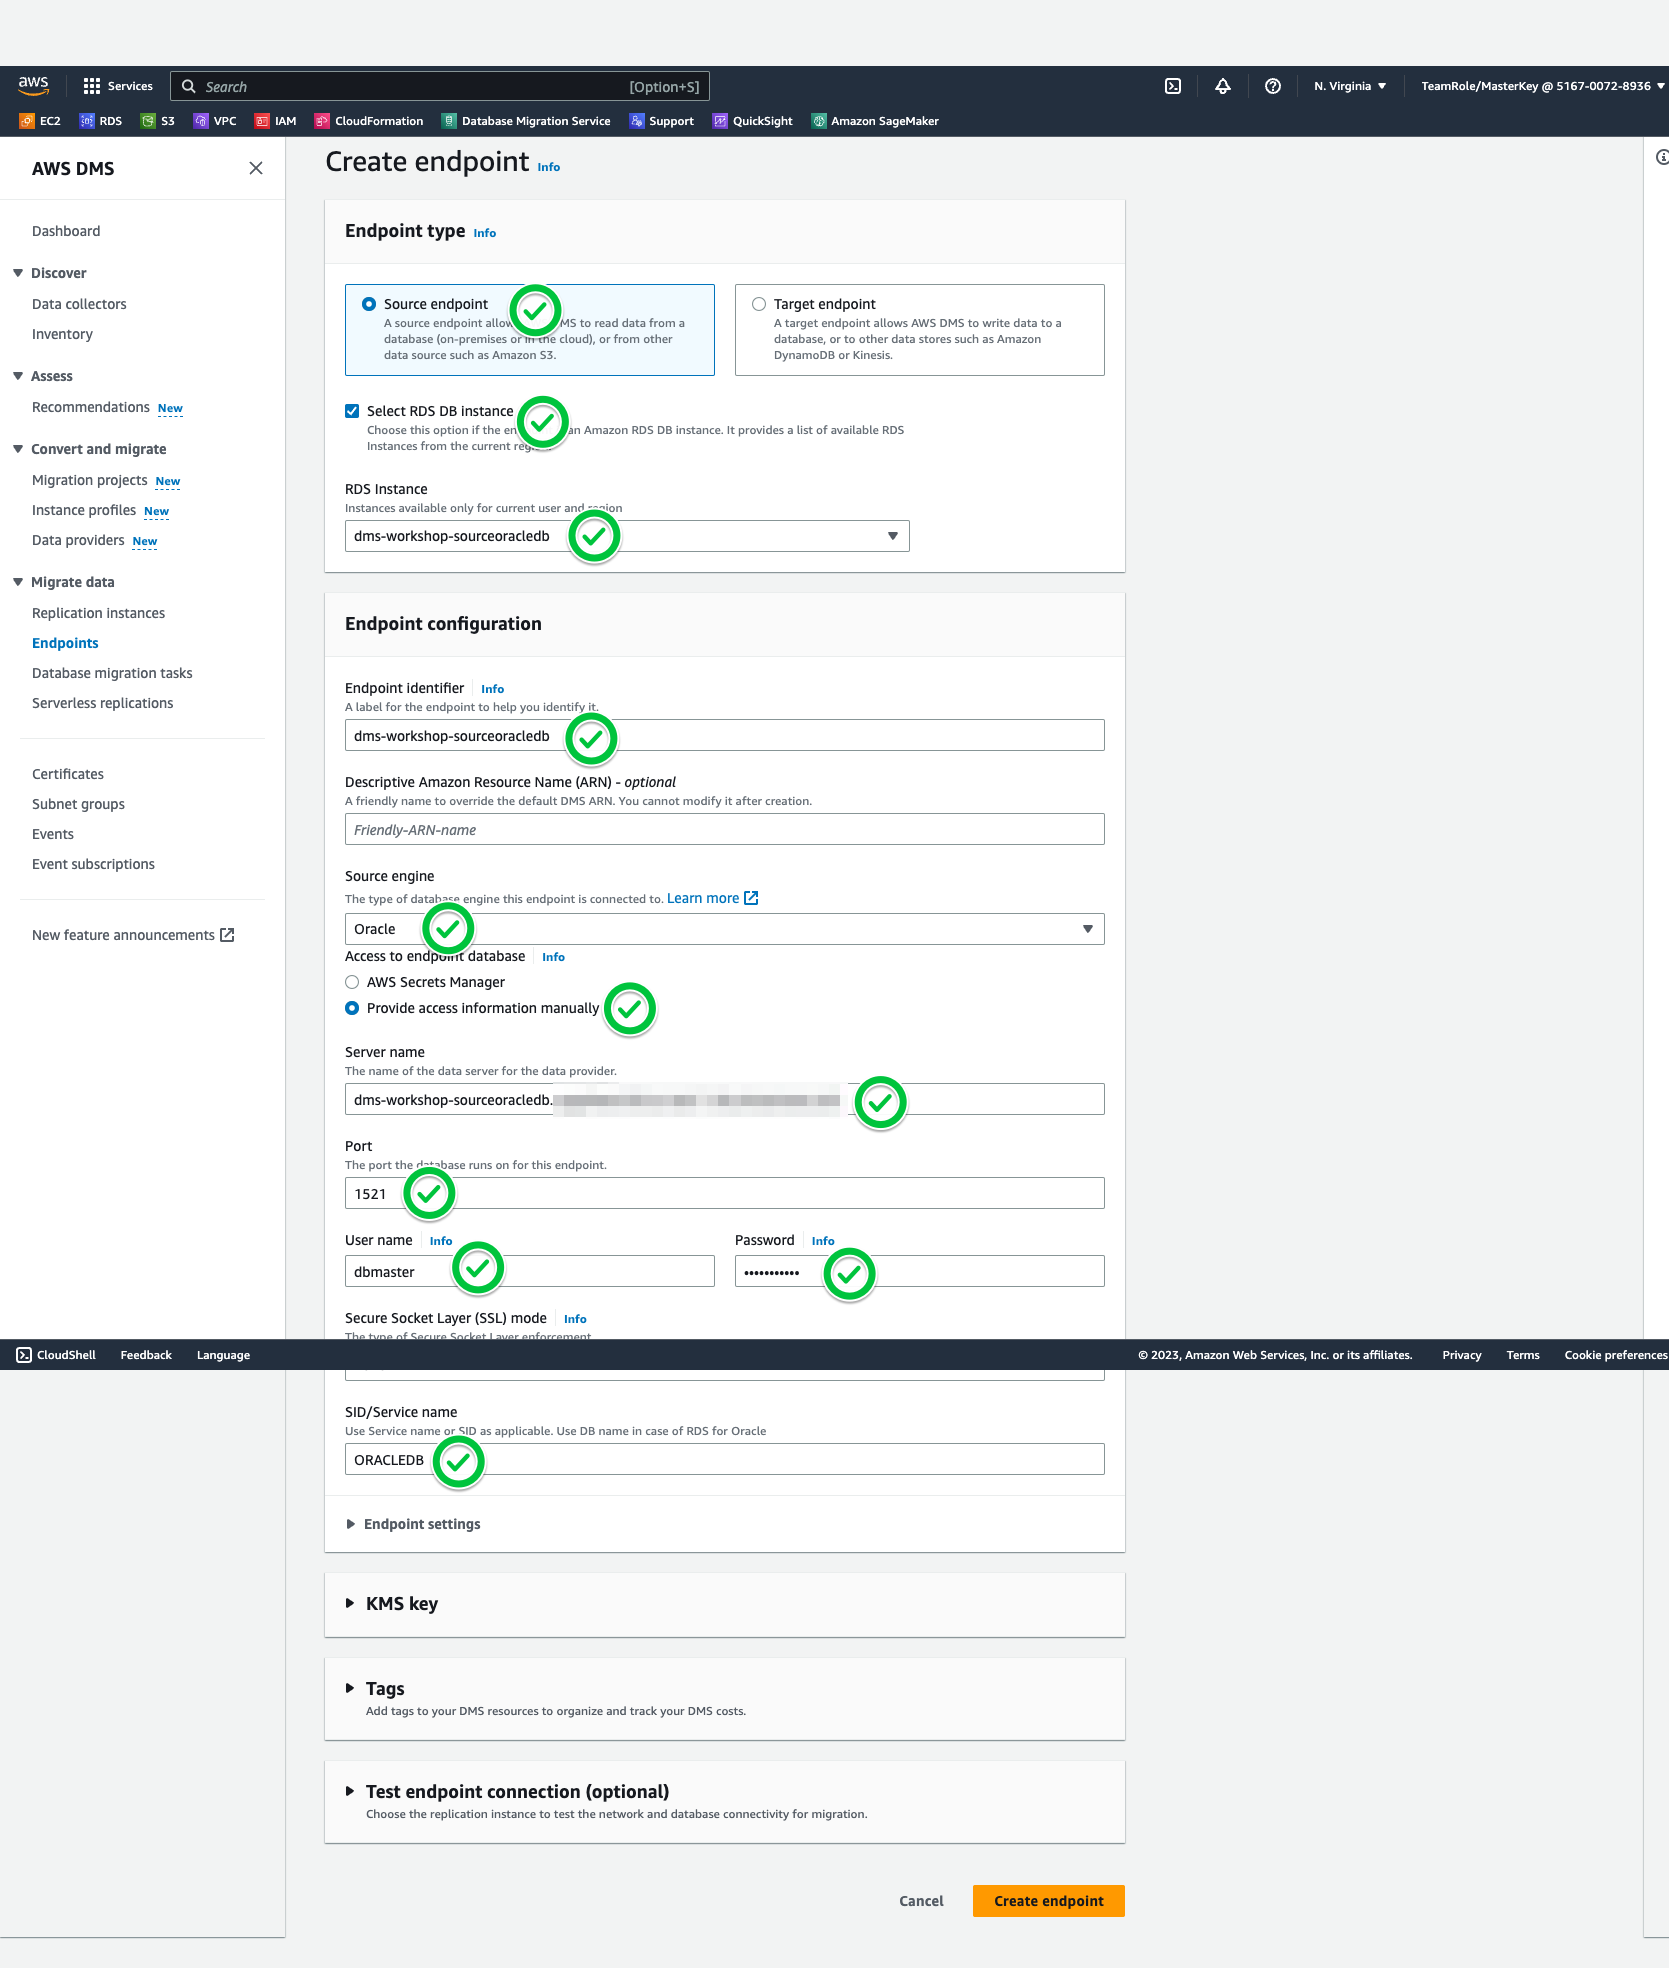 aws
Services
Search
[Option+S]
N. Virginia
TeamRole/MasterKey @ 5167-0072-8936
EC2
RDS
S3
VPC
IAM
CloudFormation
Database Migration Service
Support
QuickSight
Amazon SageMaker
AWS DMS
Dashboard
Discover
Data collectors
Inventory
Assess
Recommendations New
Convert and migrate
Migration projects New
Instance profiles New
Data providers New
Migrate data
Replication instances
Endpoints
Database migration tasks
Serverless replications
Certificates
Subnet groups
Events
Event subscriptions
New feature announcements
Create endpoint Info
Endpoint type Info
Source endpoint
A source endpoint allow MS to read data from a
database (on-premises or in the cloud), or from other
data source such as Amazon S3.
Target endpoint
A target endpoint allows AWS DMS to write data to a
database, or to other data stores such as Amazon
DynamoDB or Kinesis.
Select RDS DB instance
Choose this option if the en an Amazon RDS DB instance. It provides a list of available RDS
Instances from the current reg
RDS Instance
Instances available only for current user and region
dms-workshop-sourceoracledb
Endpoint configuration
Endpoint identifier Info
A label for the endpoint to help you identify it.
dms-workshop-sourceoracledb
Descriptive Amazon Resource Name (ARN) - optional
A friendly name to override the default DMS ARN. You cannot modify it after creation.
Friendly-ARN-name
Source engine
The type of database engine this endpoint is connected to. Learn more
Oracle
Access to endpoint database Info
AWS Secrets Manager
Provide access information manually
Server name
The name of the data server for the data provider.
dms-workshop-sourceoracledb.
Port
The port the database runs on for this endpoint.
1521
User name Info
dbmaster
Password Info
•••••••••••
Secure Socket Layer (SSL) mode Info
The type of Secure Socket Layer enforcement
CloudShell
Feedback
Language
© 2023, Amazon Web Services, Inc. or its affiliates.
Privacy
Terms
Cookie preferences
SID/Service name
Use Service name or SID as applicable. Use DB name in case of RDS for Oracle
ORACLEDB
Endpoint settings
KMS key
Tags
Add tags to your DMS resources to organize and track your DMS costs.
Test endpoint connection (optional)
Choose the replication instance to test the network and database connectivity for migration.
Cancel
Create endpoint